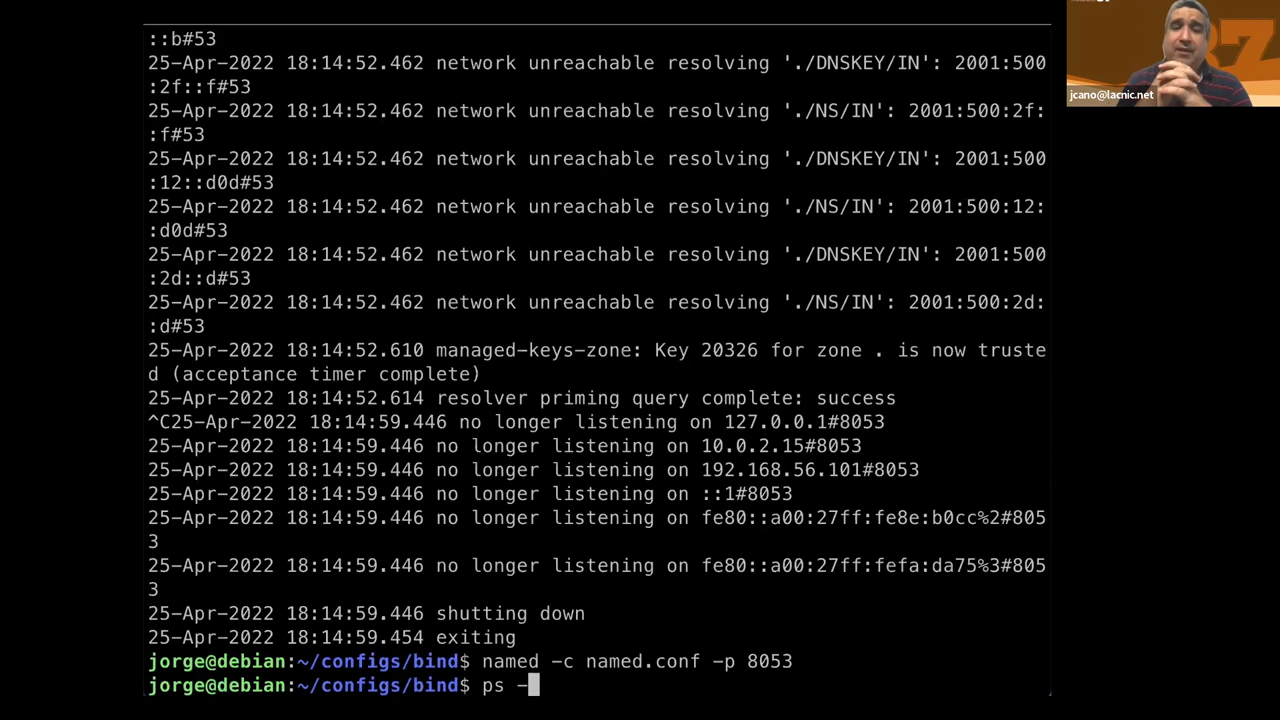 ::b#53
25-Apr-2022 18:14:52.462 network unreachable resolving './DNSKEY/IN': 2001:500
:2f::f#53
25-Apr-2022 18:14:52.462 network unreachable resolving './NS/IN': 2001:500:2f:
:f#53
25-Apr-2022 18:14:52.462 network unreachable resolving './DNSKEY/IN': 2001:500
:12::d0d#53
25-Apr-2022 18:14:52.462 network unreachable resolving './NS/IN': 2001:500:12:
:d0d#53
25-Apr-2022 18:14:52.462 network unreachable resolving './DNSKEY/IN': 2001:500
:2d::d#53
25-Apr-2022 18:14:52.462 network unreachable resolving './NS/IN': 2001:500:2d:
:d#53
25-Apr-2022 18:14:52.610 managed-keys-zone: Key 20326 for zone . is now truste
d (acceptance timer complete)
25-Apr-2022 18:14:52.614 resolver priming query complete: success
^C25-Apr-2022 18:14:59.446 no longer listening on 127.0.0.1#8053
25-Apr-2022 18:14:59.446 no longer listening on 10.0.2.15#8053
25-Apr-2022 18:14:59.446 no longer listening on 192.168.56.101#8053
25-Apr-2022 18:14:59.446 no longer listening on ::1#8053
25-Apr-2022 18:14:59.446 no longer listening on fe80::a00:27ff:fe8e:b0cc%2#805
3
25-Apr-2022 18:14:59.446 no longer listening on fe80::a00:27ff:fefa:da75%3#805
3
25-Apr-2022 18:14:59.446 shutting down
25-Apr-2022 18:14:59.454 exiting
jorge@debian:~/configs/bind$ named -c named.conf -p 8053
jorge@debian:~/configs/bind$ ps -
jcano@lacnic.net